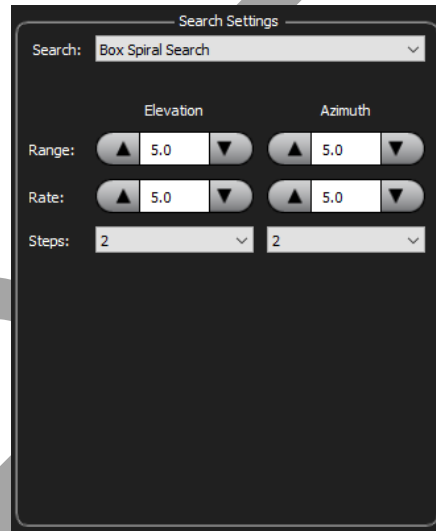 Search Settings
Search: Box Spiral Search
Elevation Azimuth
Range: 5.0 5.0
Rate: 5.0 5.0
Steps: 2 2